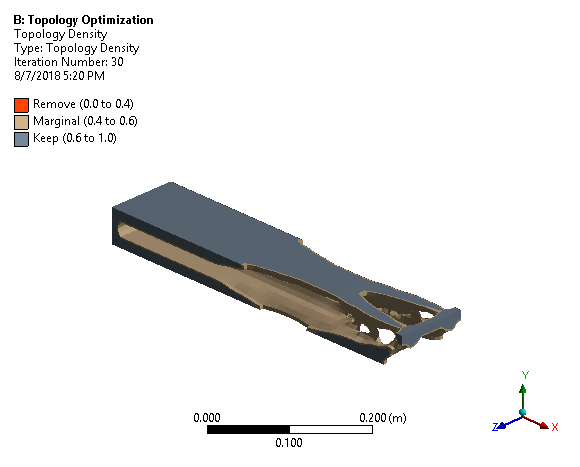 B: Topology Optimization
Topology Density
Type: Topology Density
Iteration Number: 30
8/7/2018 5:20 PM
Remove (0.0 to 0.4)
Marginal (0.4 to 0.6)
Keep (0.6 to 1.0)
Y
Z
X
0.000
0.200 (m)
0.100